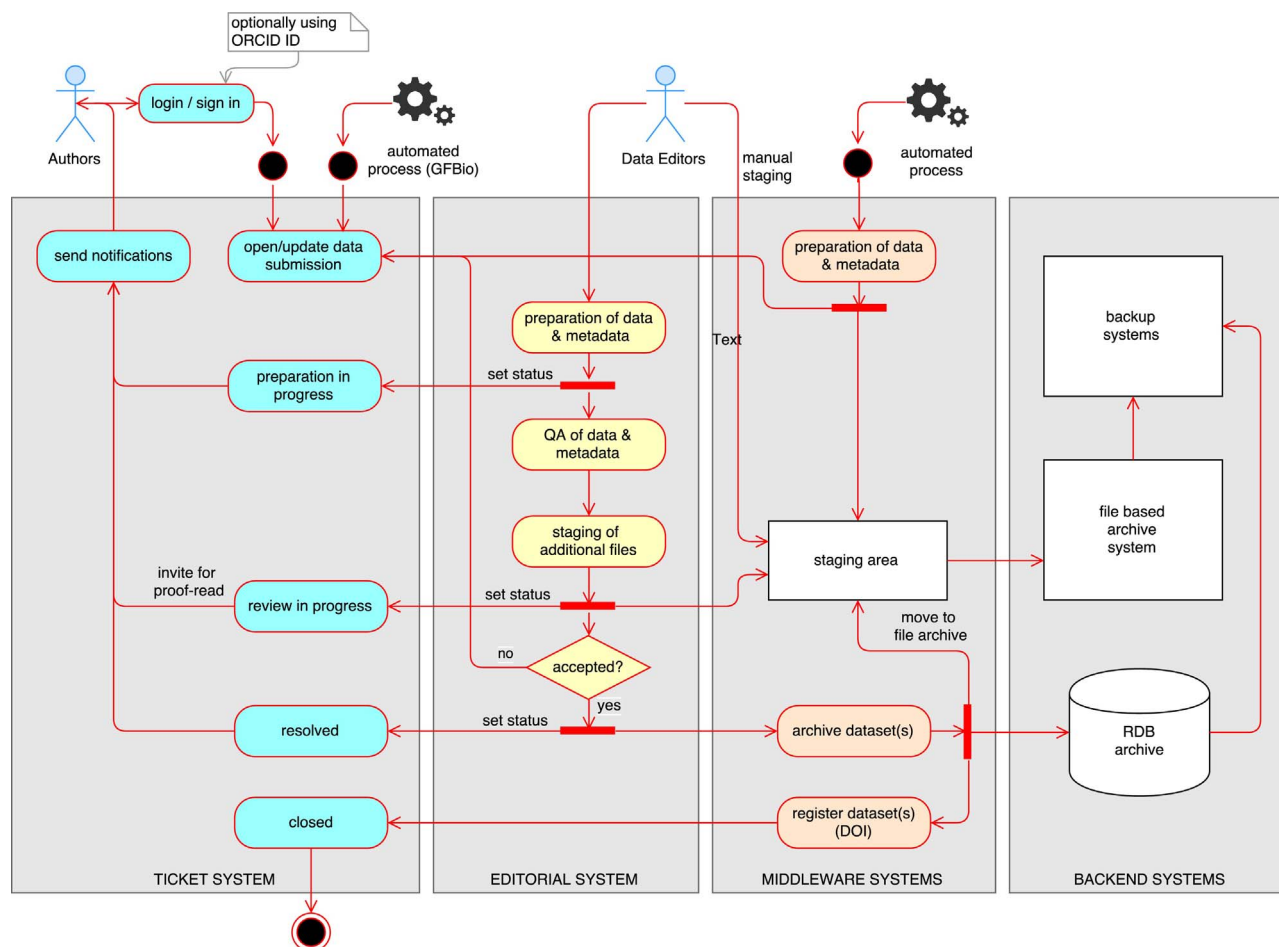 optionally using
ORCID ID
login / sign in
Authors
automated
process (GFBio)
Data Editors
manual
staging
automated
process
send notifications
open/update data
submission
preparation of data
& metadata
preparation of data
& metadata
Text
backup
systems
preparation in
progress
set status
QA of data &
metadata
staging of
additional files
staging area
file based
archive
system
invite for
proof-read
review in progress
set status
move to
file archive
no
accepted?
yes
resolved
set status
archive dataset(s)
RDB
archive
closed
register dataset(s)
(DOI)
TICKET SYSTEM
EDITORIAL SYSTEM
MIDDLEWARE SYSTEMS
BACKEND SYSTEMS